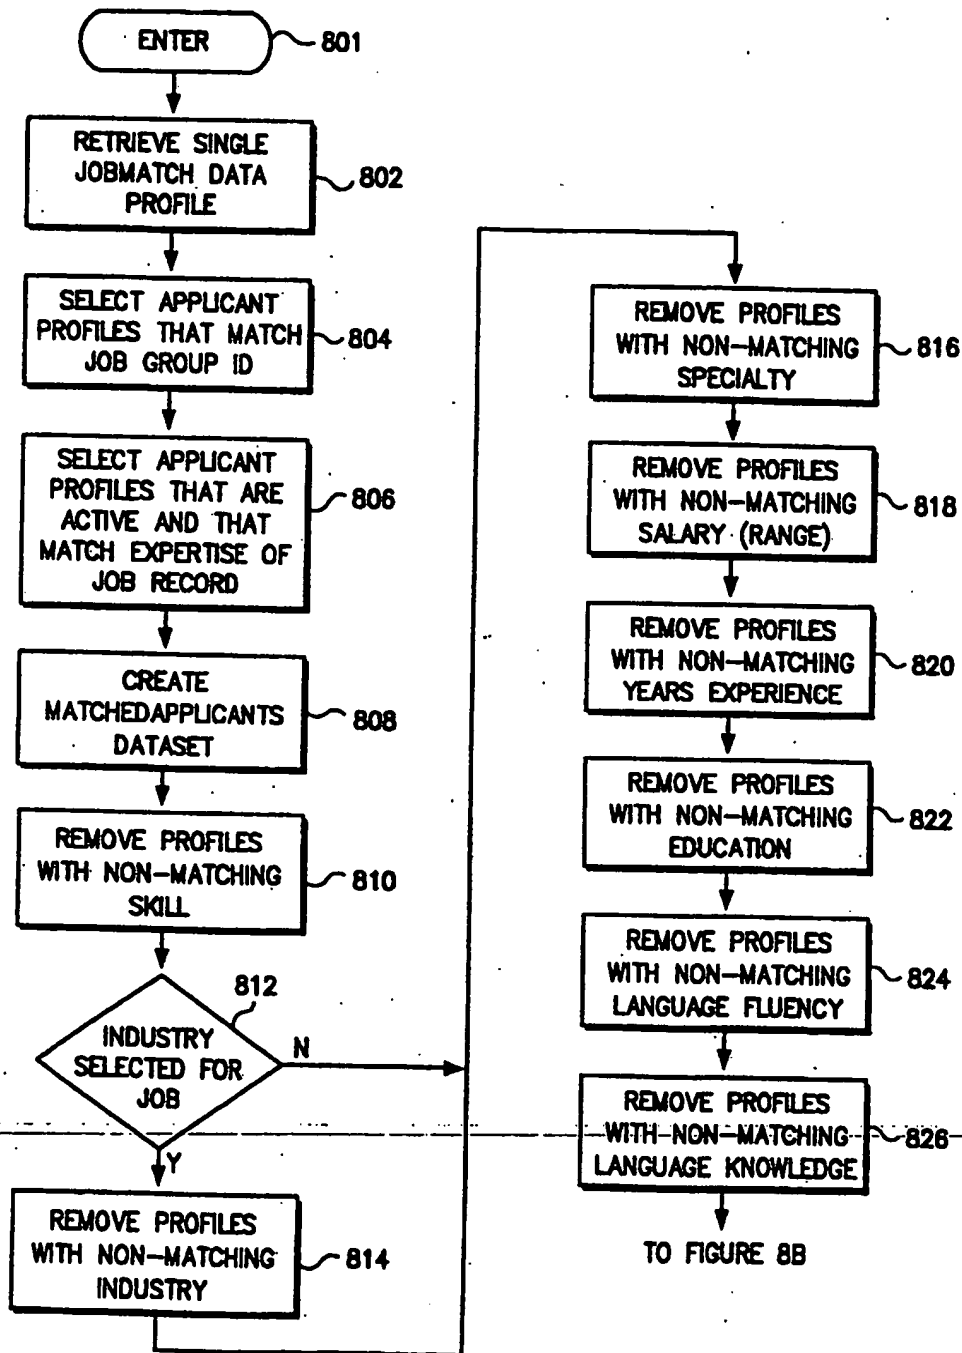 ENTER
801
RETRIEVE SINGLE
JOBMATCH DATA
PROFILE
802
SELECT APPLICANT
PROFILES THAT MATCH
JOB GROUP ID
804
SELECT APPLICANT
PROFILES THAT ARE
ACTIVE AND THAT
MATCH EXPERTISE OF
JOB RECORD
806
CREATE
MATCHEDAPPLICANTS
DATASET
808
REMOVE PROFILES
WITH NON-MATCHING
SKILL
810
812
INDUSTRY
SELECTED FOR
JOB
N
Y
REMOVE PROFILES
WITH NON-MATCHING
INDUSTRY
814
REMOVE PROFILES
WITH NON-MATCHING
SPECIALTY
816
REMOVE PROFILES
WITH NON-MATCHING
SALARY (RANGE)
818
REMOVE PROFILES
WITH NON-MATCHING
YEARS EXPERIENCE
820
REMOVE PROFILES
WITH NON-MATCHING
EDUCATION
822
REMOVE PROFILES
WITH NON-MATCHING
LANGUAGE FLUENCY
824
REMOVE PROFILES
WITH NON-MATCHING
LANGUAGE KNOWLEDGE
826
TO FIGURE 8B